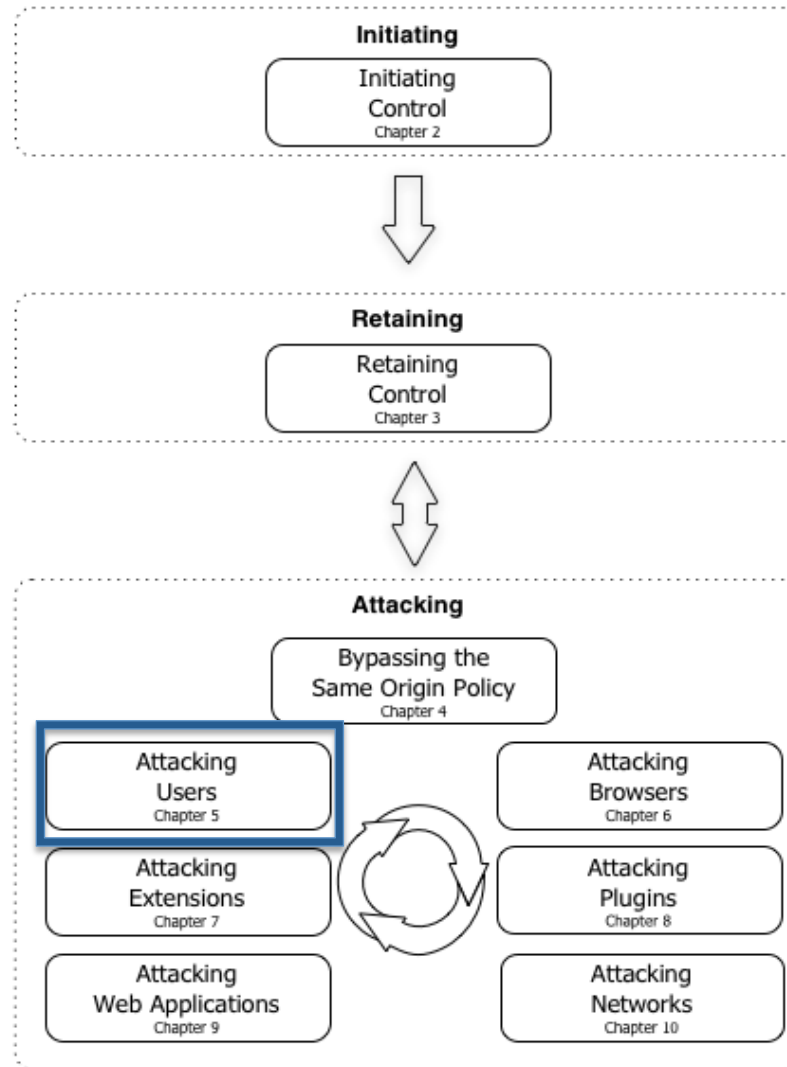 Initiating
Initiating
Control
Chapter 2
Retaining
Retaining
Control
Chapter 3
Attacking
Bypassing the
Same Origin Policy
Chapter 4
Attacking
Users
Chapter 5
Attacking
Browsers
Chapter 6
Attacking
Extensions
Chapter 7
Attacking
Plugins
Chapter 8
Attacking
Web Applications
Chapter 9
Attacking
Networks
Chapter 10